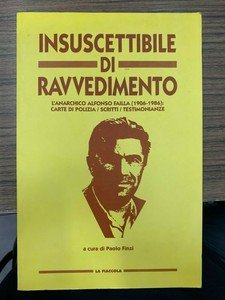 INSUSCETTIBILE
DI
RAVVEDIMENTO
L'ANARCHICO ALFONSO FAILLA (1906-1986):
CARTE DI POLIZIA / SCRITTI / TESTIMONIANZE
a cura di Paolo Finzi
LA FIACCOLA